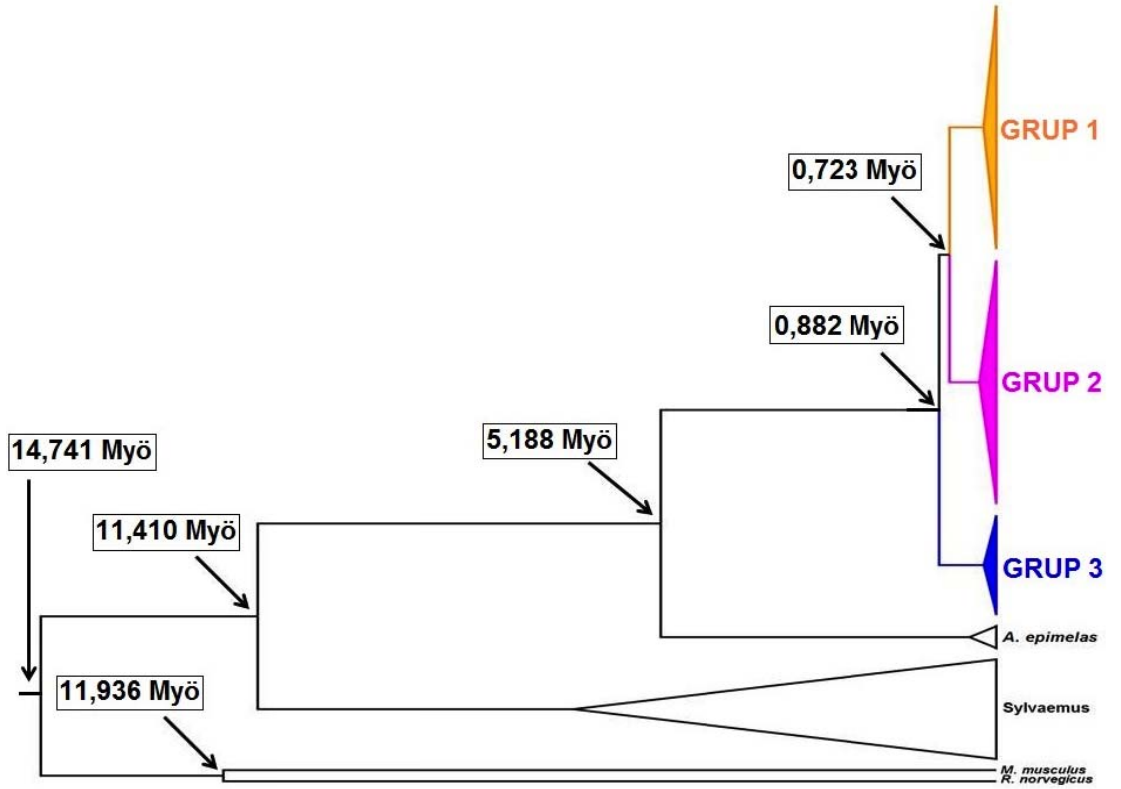 GRUP 1
0,723 Myö
0,882 Myö
GRUP 2
5,188 Myö
14,741 Myö
11,410 Myö
GRUP 3
A. epimelas
11,936 Myö
Sylvaemus
M. musculus
R. norvegicus